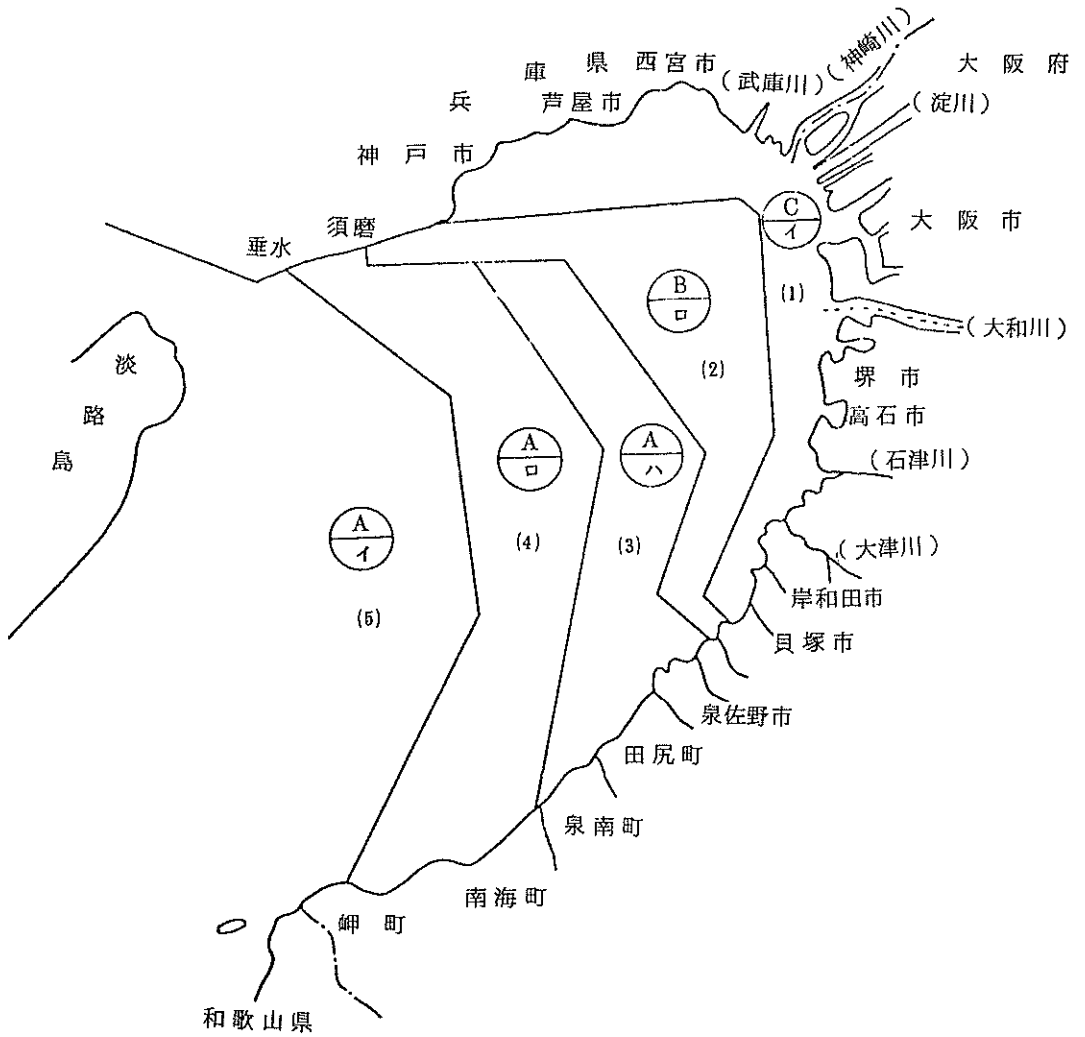 兵庫県西宮市
芦屋市
神戸市
(武庫川)
(神崎川)
大阪府
(淀川)
須磨
垂水
C
イ
大阪市
B
ロ
(1)
(大和川)
(2)
淡路島
堺市
高石市
A
ロ
A
ハ
(石津川)
A
イ
(4)
(3)
(大津川)
岸和田市
(5)
貝塚市
泉佐野市
田尻町
泉南町
南海町
岬町
和歌山県